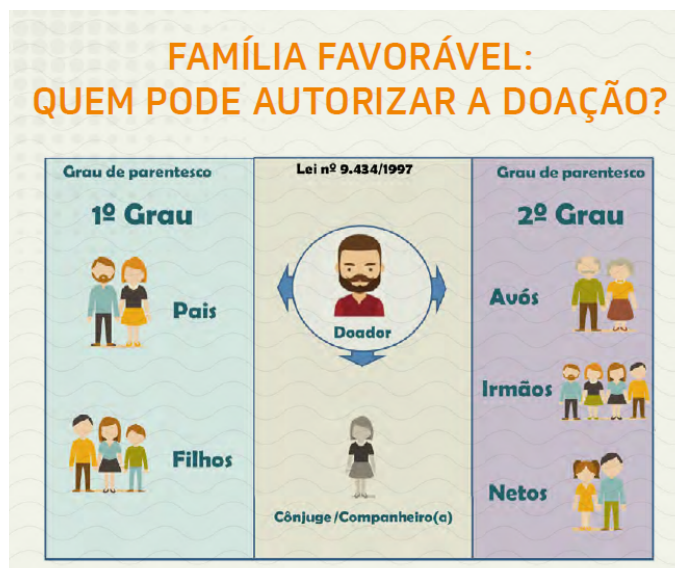 FAMÍLIA FAVORÁVEL:
QUEM PODE AUTORIZAR A DOAÇÃO?
Grau de parentesco
1º Grau
Pais
Filhos
Lei nº 9.434/1997
Doador
Cônjuge/Companheiro(a)
Grau de parentesco
2º Grau
Avós
Irmãos
Netos